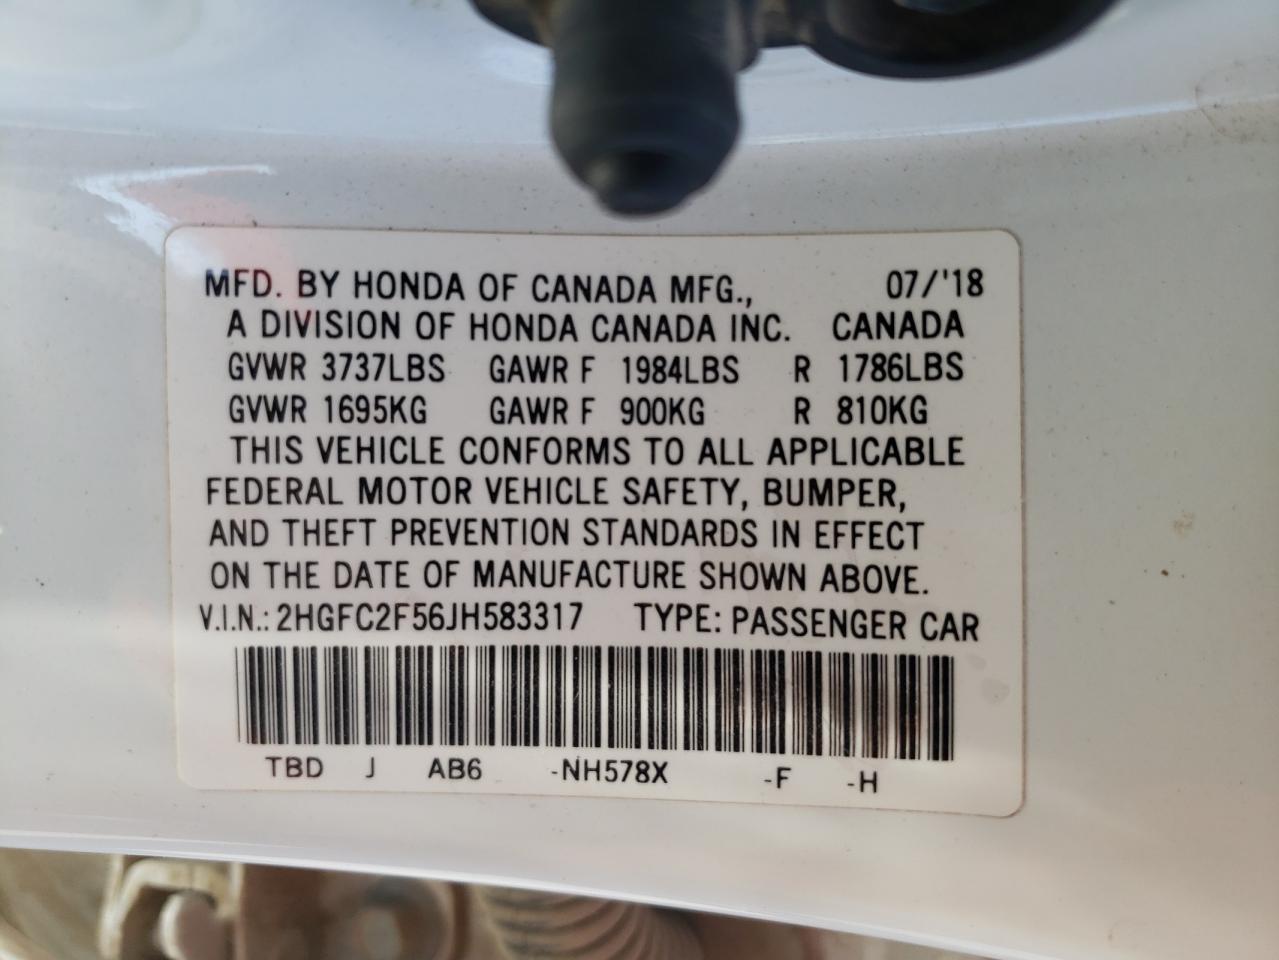 MFD. BY HONDA OF CANADA MFG., 07/'18
A DIVISION OF HONDA CANADA INC. CANADA
GVWR 3737LBS GAWR F 1984LBS R 1786LBS
GVWR 1695KG GAWR F 900KG R 810KG
THIS VEHICLE CONFORMS TO ALL APPLICABLE
FEDERAL MOTOR VEHICLE SAFETY, BUMPER,
AND THEFT PREVENTION STANDARDS IN EFFECT
ON THE DATE OF MANUFACTURE SHOWN ABOVE.
V.I.N.: 2HGFC2F56JH583317 TYPE: PASSENGER CAR
TBD J AB6 -NH578X -F -H